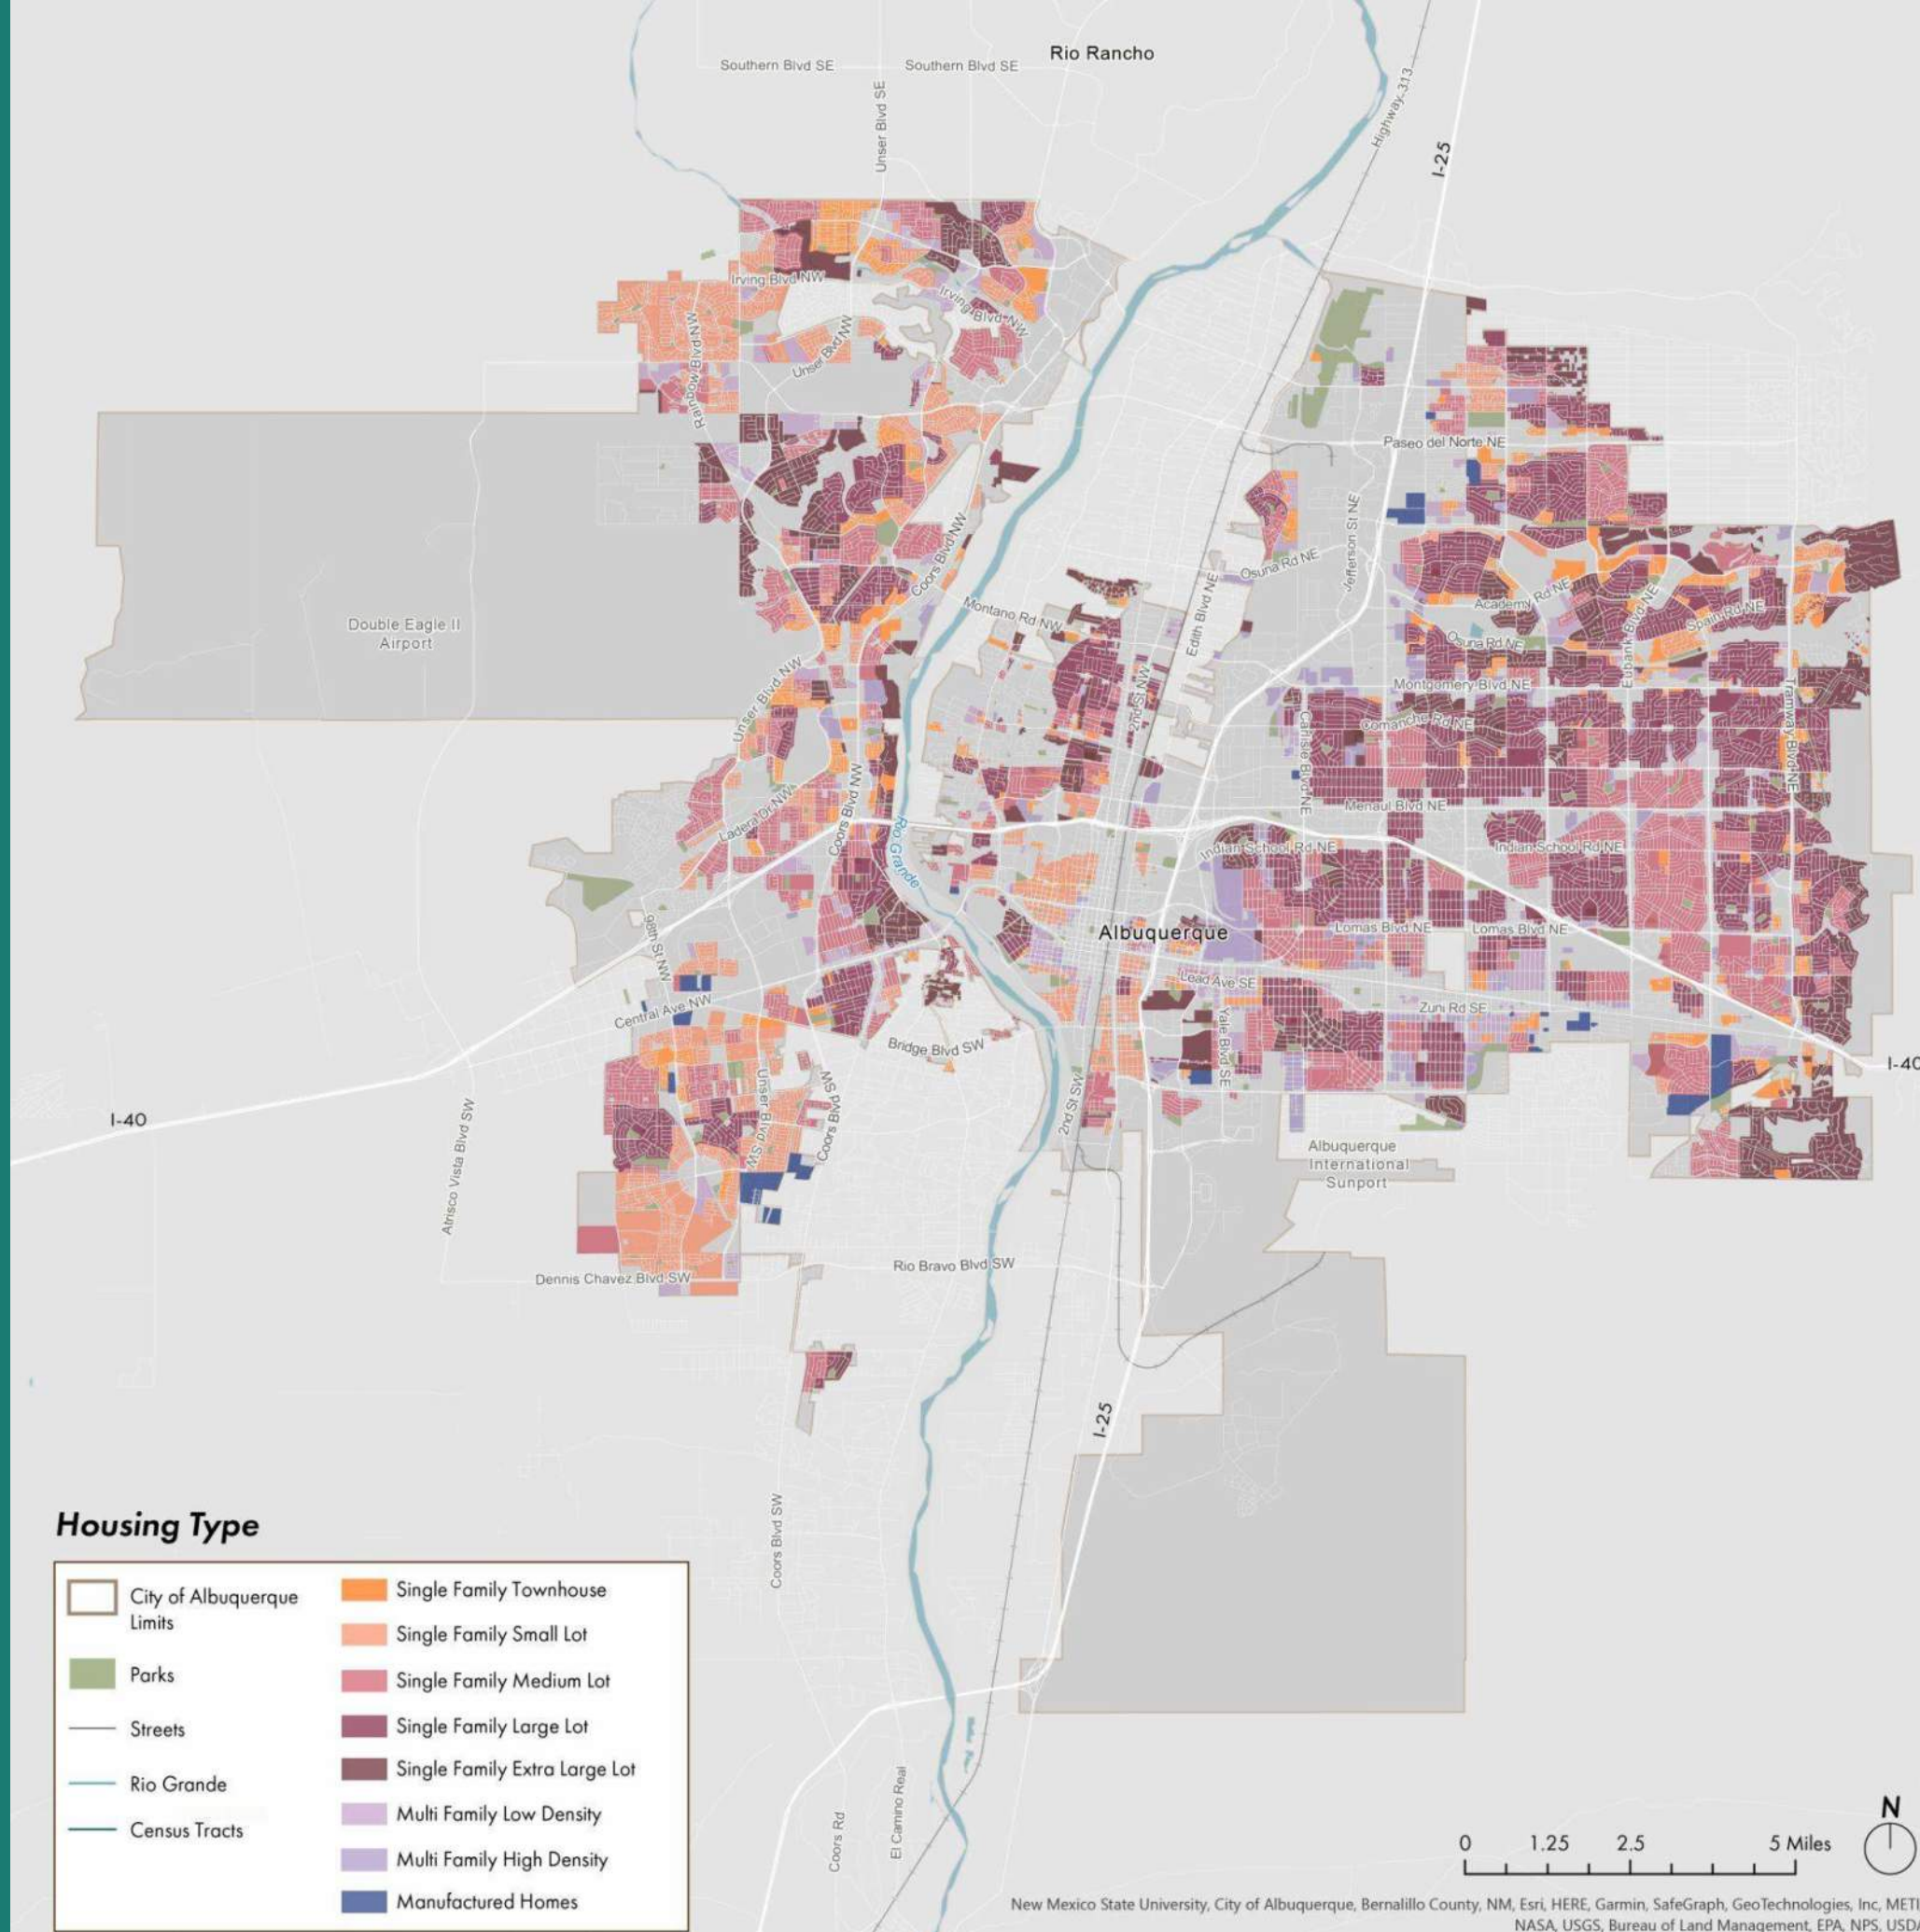 Rio Rancho
Southern Blvd SE
Southern Blvd SE
Unser Blvd SE
Highway 313
I-25
Irving Blvd NW
Irving Blvd NW
Rainbow Blvd NW
Unser Blvd NW
Paseo del Norte NE
Coors Blvd NW
Jefferson St NE
Osuna Rd NE
Edith Blvd NE
Montano Rd NW
Academy Rd NE
Spain Rd NE
Osuna Rd NE
Eubank Blvd NE
Double Eagle II
Airport
Unser Blvd NW
2nd St NW
Montgomery Blvd NE
Comanche Rd NE
Carlisle Blvd NE
Tramway Blvd NE
Ladera Dr NW
Coors Blvd NW
Rio Grande
Menaul Blvd NE
Indian School Rd NE
Indian School Rd NE
98th St NW
Albuquerque
Lomas Blvd NE
Lomas Blvd NE
Lead Ave SE
Central Ave NW
Zuni Rd SE
Yale Blvd SE
Bridge Blvd SW
I-40
I-40
Unser Blvd SW
Coors Blvd SW
2nd St SW
Atrisco Vista Blvd SW
Albuquerque
International
Sunport
Rio Bravo Blvd SW
Dennis Chavez Blvd SW
I-25
Coors Blvd SW
Coors Rd
El Camino Real
Housing Type
City of Albuquerque
Limits
Parks
Streets
Rio Grande
Census Tracts
Single Family Townhouse
Single Family Small Lot
Single Family Medium Lot
Single Family Large Lot
Single Family Extra Large Lot
Multi Family Low Density
Multi Family High Density
Manufactured Homes
N
0 1.25 2.5 5 Miles
New Mexico State University, City of Albuquerque, Bernalillo County, NM, Esri, HERE, Garmin, SafeGraph, GeoTechnologies, Inc, METI
NASA, USGS, Bureau of Land Management, EPA, NPS, USDA